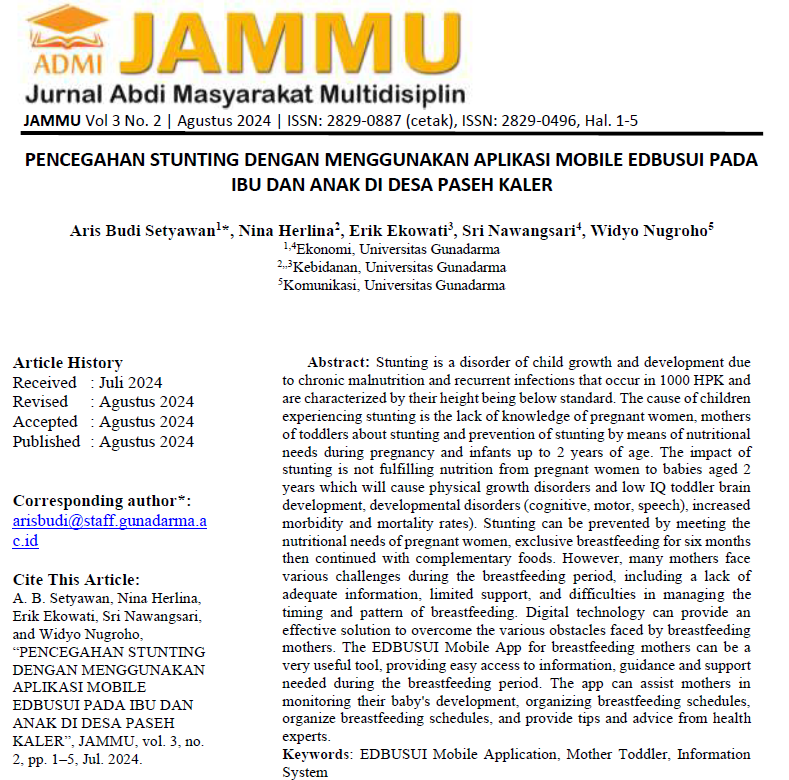 ADMI
JAMMU
Jurnal Abdi Masyarakat Multidisiplin
JAMMU Vol 3 No. 2 | Agustus 2024 | ISSN: 2829-0887 (cetak), ISSN: 2829-0496, Hal. 1-5
PENCEGAHAN STUNTING DENGAN MENGGUNAKAN APLIKASI MOBILE EDBUSUI PADA
IBU DAN ANAK DI DESA PASEH KALER
Aris Budi Setyawan1*, Nina Herlina2, Erik Ekowati3, Sri Nawangsari4, Widyo Nugroho5
1,4Ekonomi, Universitas Gunadarma
2,,3Kebidanan, Universitas Gunadarma
5Komunikasi, Universitas Gunadarma
Article History
Received : Juli 2024
Revised : Agustus 2024
Accepted : Agustus 2024
Published : Agustus 2024
Corresponding author*:
arisbudi@staff.gunadarma.a
c.id
Cite This Article:
A. B. Setyawan, Nina Herlina,
Erik Ekowati, Sri Nawangsari,
and Widyo Nugroho,
“PENCEGAHAN STUNTING
DENGAN MENGGUNAKAN
APLIKASI MOBILE
EDBUSUI PADA IBU DAN
ANAK DI DESA PASEH
KALER”, JAMMU, vol. 3, no.
2, pp. 1–5, Jul. 2024.
Abstract: Stunting is a disorder of child growth and development due
to chronic malnutrition and recurrent infections that occur in 1000 HPK and
are characterized by their height being below standard. The cause of children
experiencing stunting is the lack of knowledge of pregnant women, mothers
of toddlers about stunting and prevention of stunting by means of nutritional
needs during pregnancy and infants up to 2 years of age. The impact of
stunting is not fulfilling nutrition from pregnant women to babies aged 2
years which will cause physical growth disorders and low IQ toddler brain
development, developmental disorders (cognitive, motor, speech), increased
morbidity and mortality rates). Stunting can be prevented by meeting the
nutritional needs of pregnant women, exclusive breastfeeding for six months
then continued with complementary foods. However, many mothers face
various challenges during the breastfeeding period, including a lack of
adequate information, limited support, and difficulties in managing the
timing and pattern of breastfeeding. Digital technology can provide an
effective solution to overcome the various obstacles faced by breastfeeding
mothers. The EDBUSUI Mobile App for breastfeeding mothers can be a
very useful tool, providing easy access to information, guidance and support
needed during the breastfeeding period. The app can assist mothers in
monitoring their baby's development, organizing breastfeeding schedules,
organize breastfeeding schedules, and provide tips and advice from health
experts.
Keywords: EDBUSUI Mobile Application, Mother Toddler, Information
System